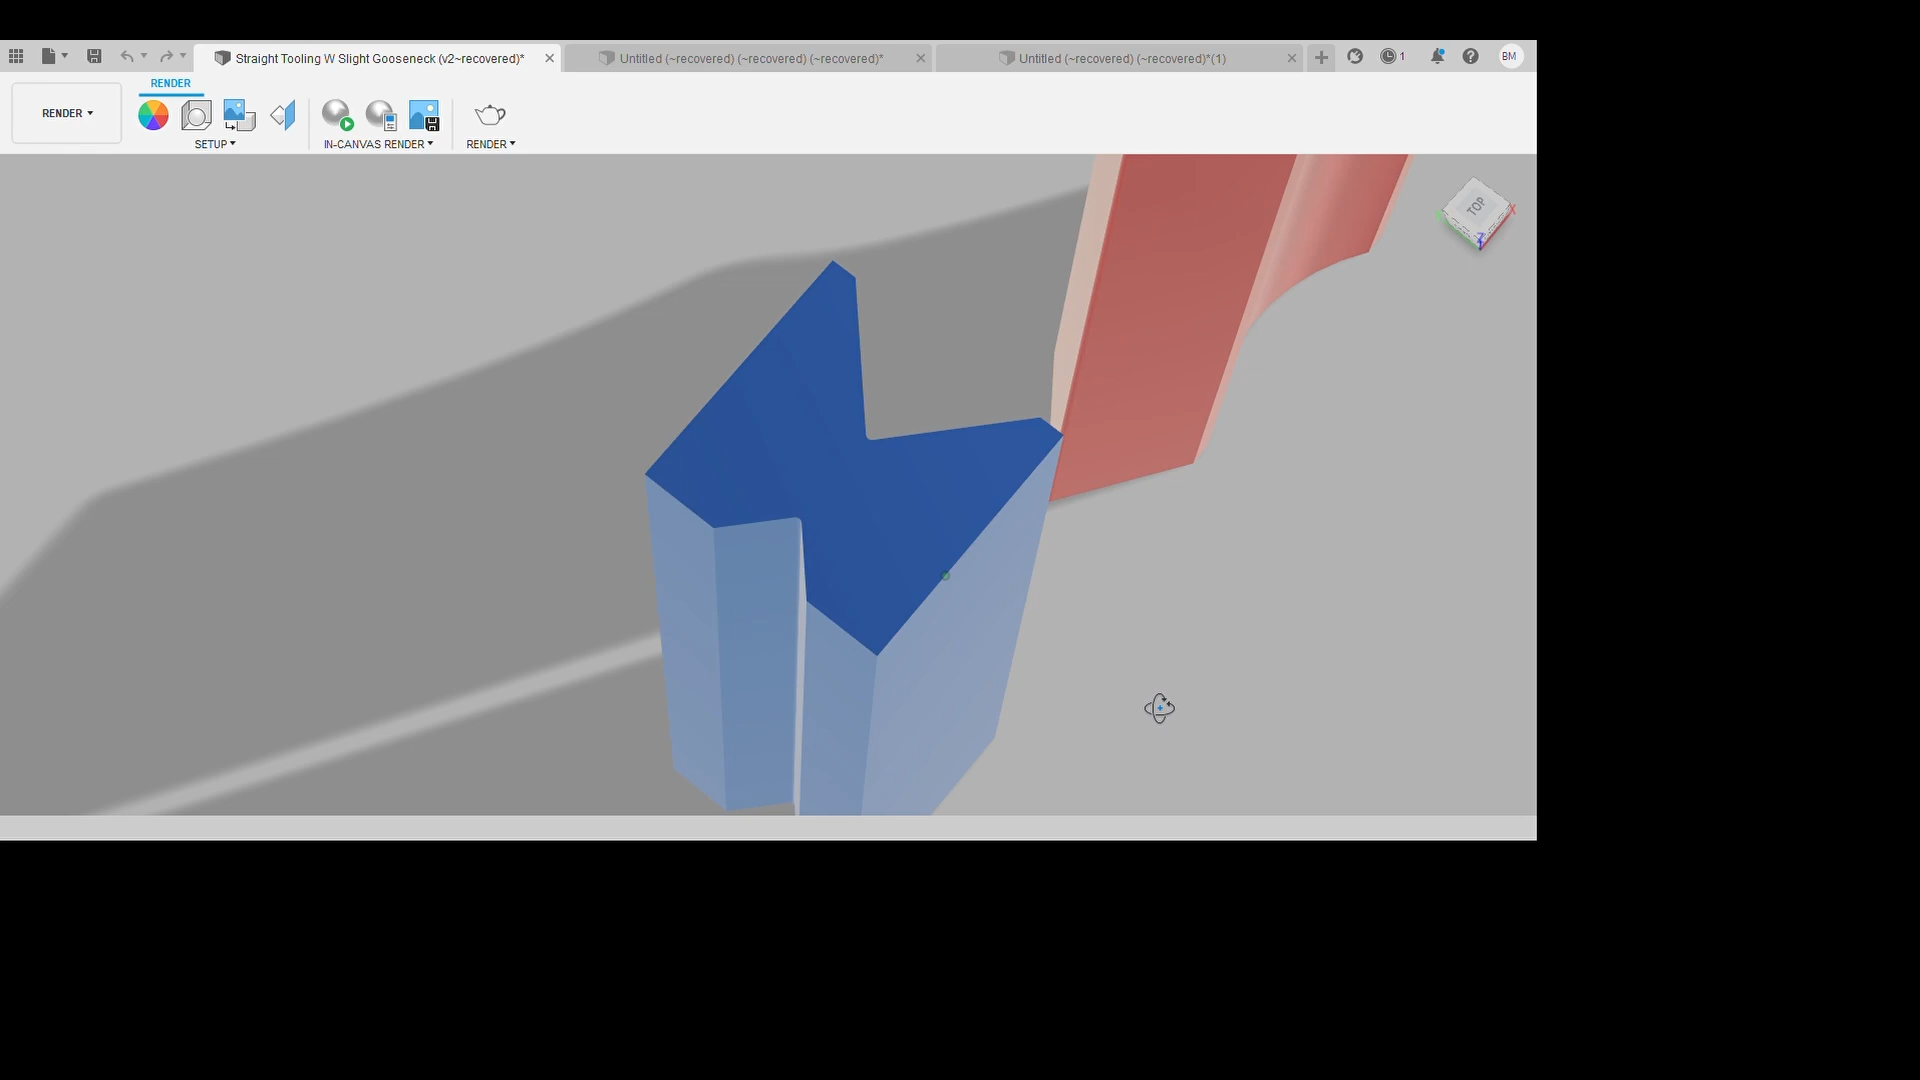 Straight Tooling W Slight Gooseneck (v2~recovered)*
Untitled (~recovered) (~recovered) (~recovered)*
Untitled (~recovered) (~recovered)*(1)
1
BM
RENDER
RENDER
SETUP
IN-CANVAS RENDER
RENDER
TOP
X
Z